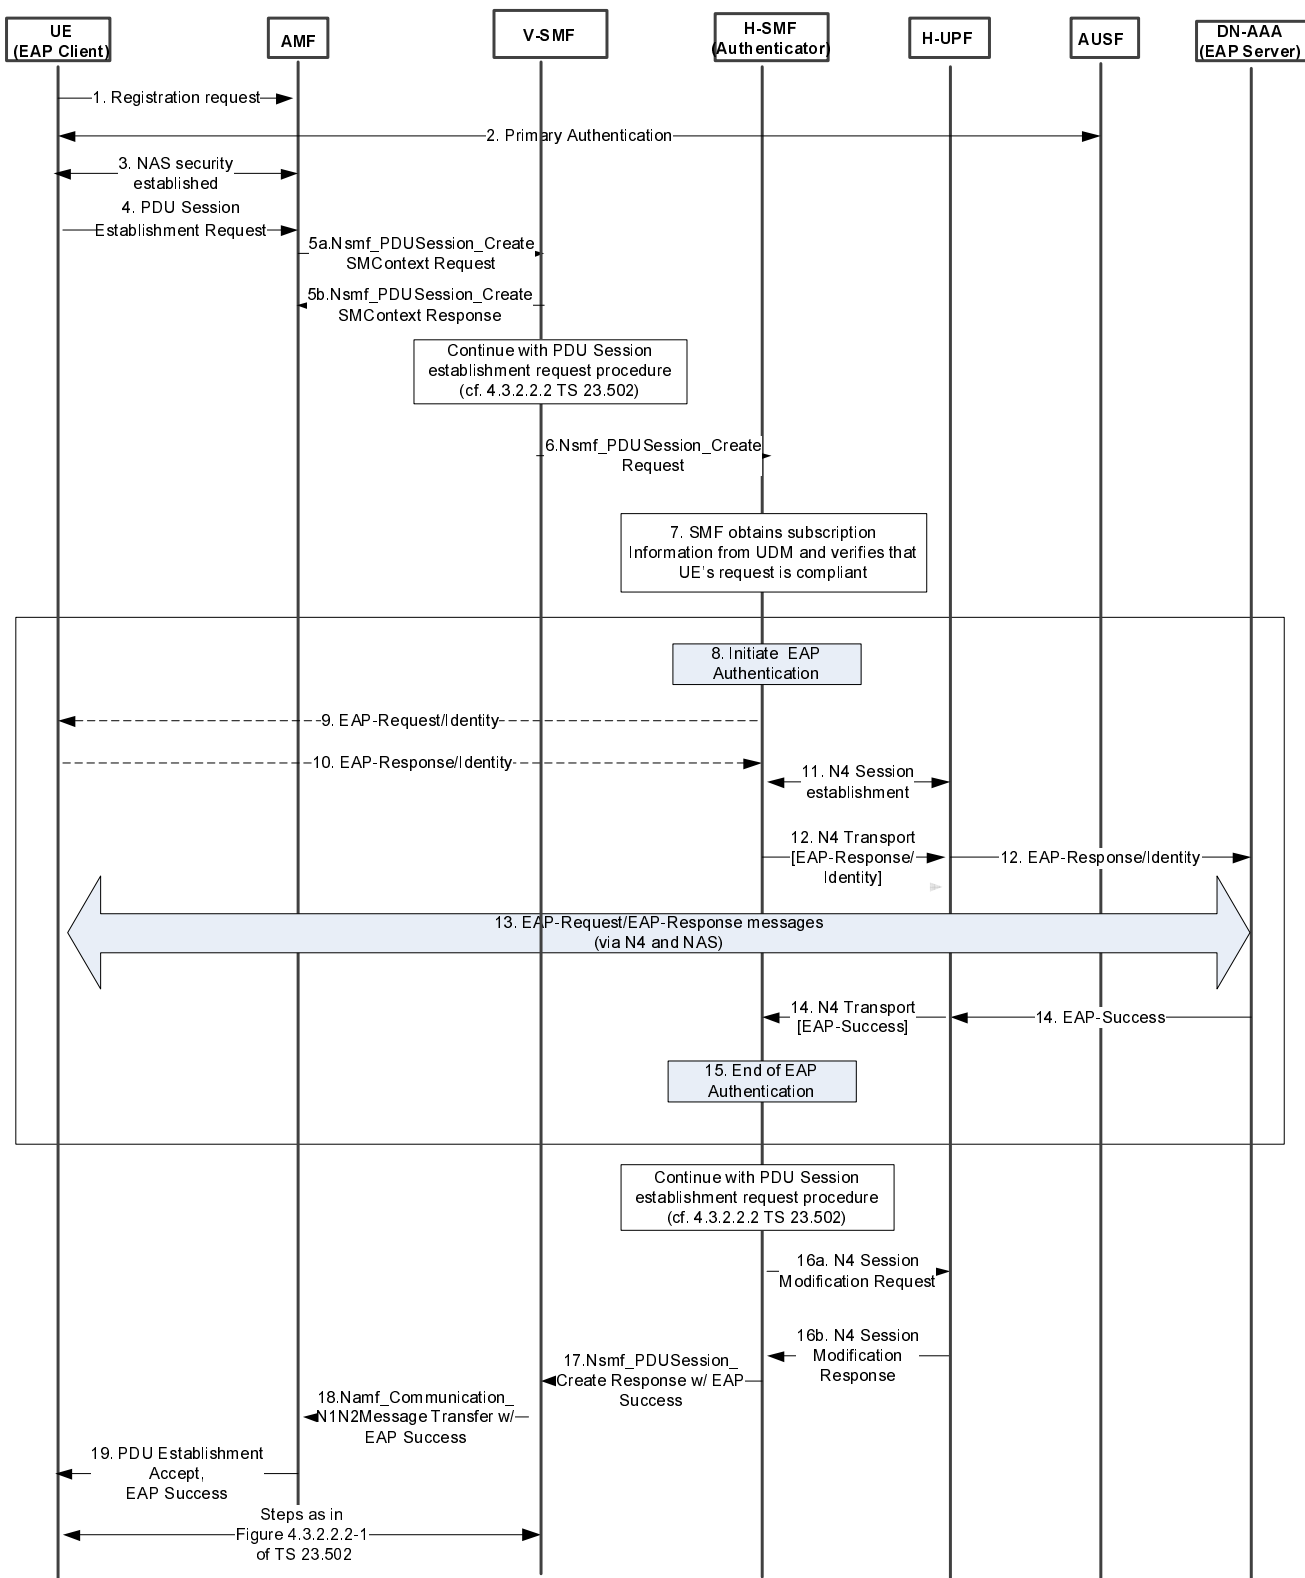 UE
(EAP Client)
AMF
V-SMF
H-SMF
(Authenticator)
H-UPF
AUSF
DN-AAA
(EAP Server)
1. Registration request
2. Primary Authentication
3. NAS security
established
4. PDU Session
Establishment Request
5a.Nsmf_PDUSession_Create
SMContext Request
5b.Nsmf_PDUSession_Create
SMContext Response
Continue with PDU Session
establishment request procedure
(cf. 4.3.2.2.2 TS 23.502)
6.Nsmf_PDUSession_Create
Request
7. SMF obtains subscription
Information from UDM and verifies that
UE's request is compliant
8. Initiate EAP
Authentication
9. EAP-Request/Identity
10. EAP-Response/Identity
11. N4 Session
establishment
12. N4 Transport
[EAP-Response/
Identity]
12. EAP-Response/Identity
13. EAP-Request/EAP-Response messages
(via N4 and NAS)
14. N4 Transport
[EAP-Success]
14. EAP-Success
15. End of EAP
Authentication
Continue with PDU Session
establishment request procedure
(cf. 4.3.2.2.2 TS 23.502)
16a. N4 Session
Modification Request
16b. N4 Session
Modification
Response
17.Nsmf_PDUSession_
Create Response w/ EAP
Success
18.Namf_Communication_
N1N2Message Transfer w/
EAP Success
19. PDU Establishment
Accept,
EAP Success
Steps as in
Figure 4.3.2.2.2-1
of TS 23.502